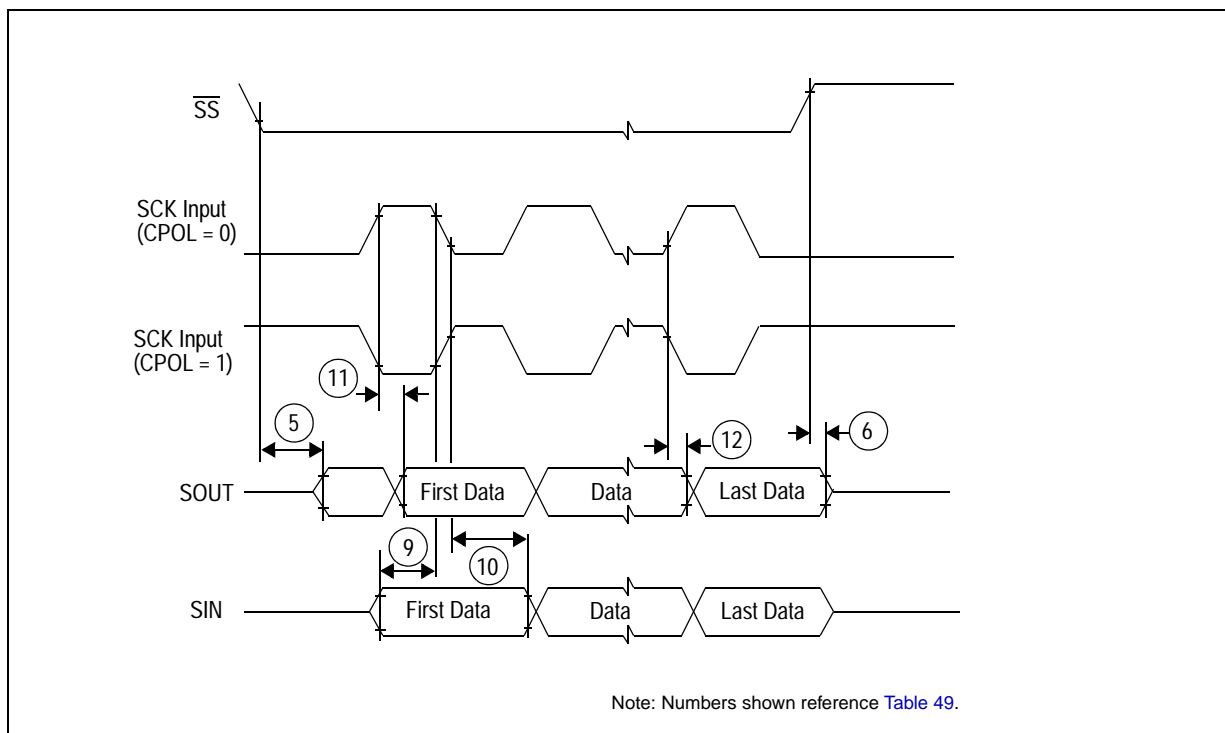 SS
SCK Input
(CPOL = 0)
SCK Input
(CPOL = 1)
11
5
12
6
SOUT
First Data
Data
Last Data
9
10
SIN
First Data
Data
Last Data
Note: Numbers shown reference Table 49.